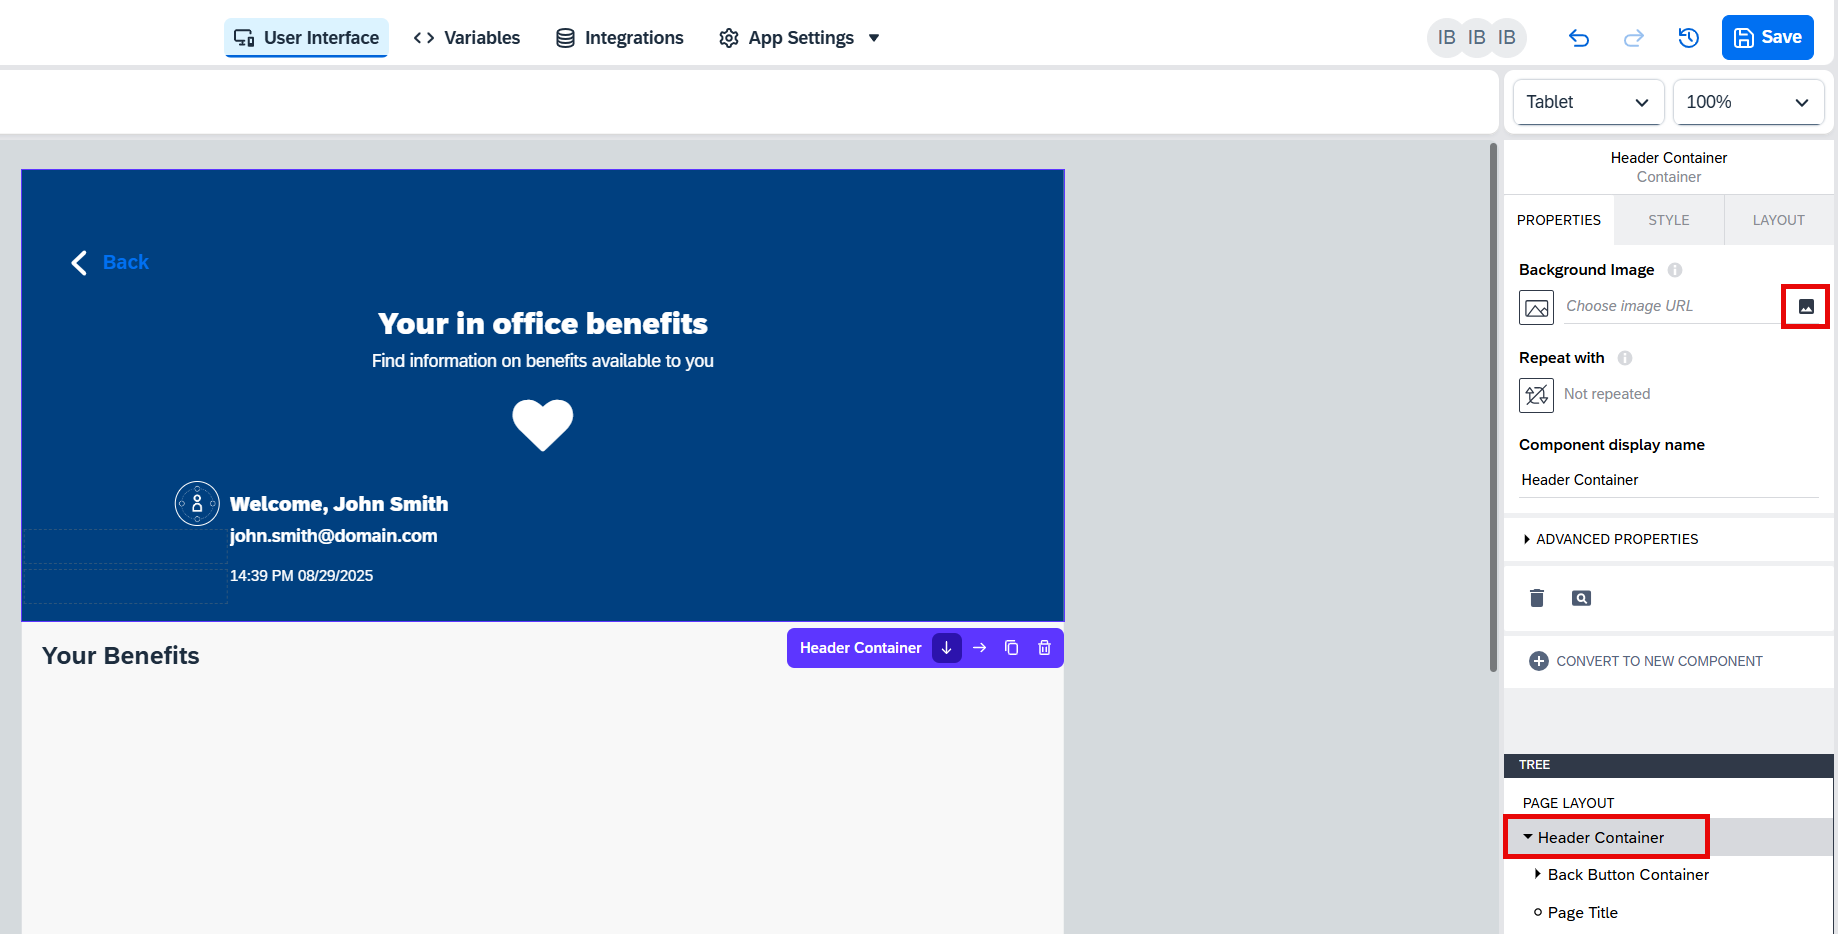 User Interface
Variables
Integrations
App Settings
IB IB IB
Save
Tablet
100%
Back
Your in office benefits
Find information on benefits available to you
Welcome, John Smith
john.smith@domain.com
14:39 PM 08/29/2025
Your Benefits
Header Container
Header Container
Container
PROPERTIES
STYLE
LAYOUT
Background Image
Choose image URL
Repeat with
Not repeated
Component display name
Header Container
ADVANCED PROPERTIES
CONVERT TO NEW COMPONENT
TREE
PAGE LAYOUT
Header Container
Back Button Container
Page Title